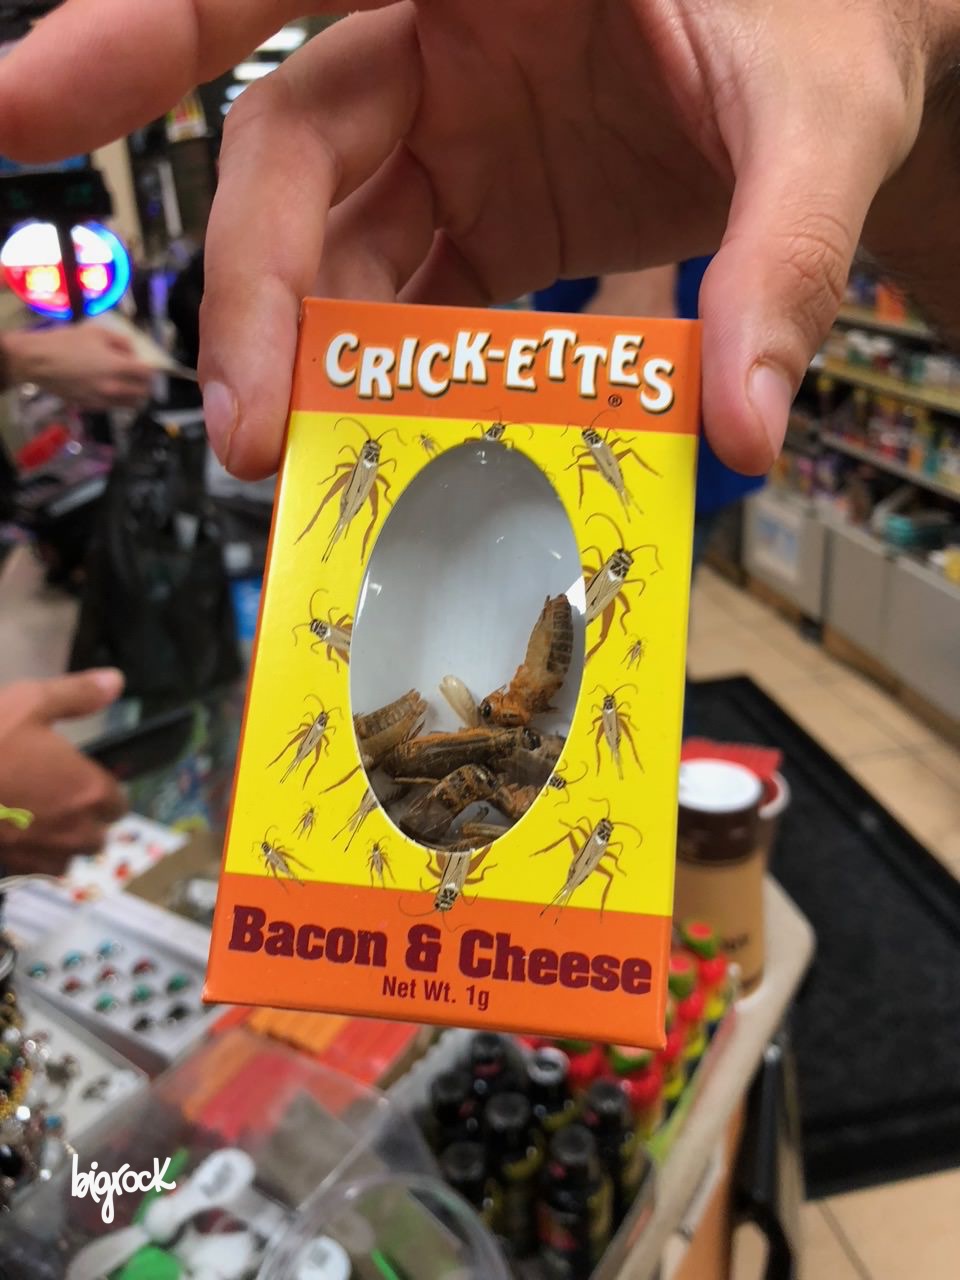 CRICK-ETTES
®
Bacon & Cheese
Net Wt. 1g
bigrock